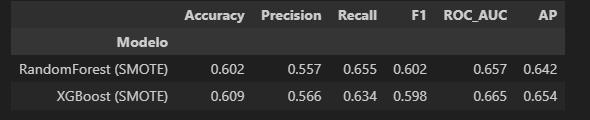 Accuracy Precision Recall F1 ROC_AUC AP
Modelo
RandomForest (SMOTE) 0.602 0.557 0.655 0.602 0.657 0.642
XGBoost (SMOTE) 0.609 0.566 0.634 0.598 0.665 0.654